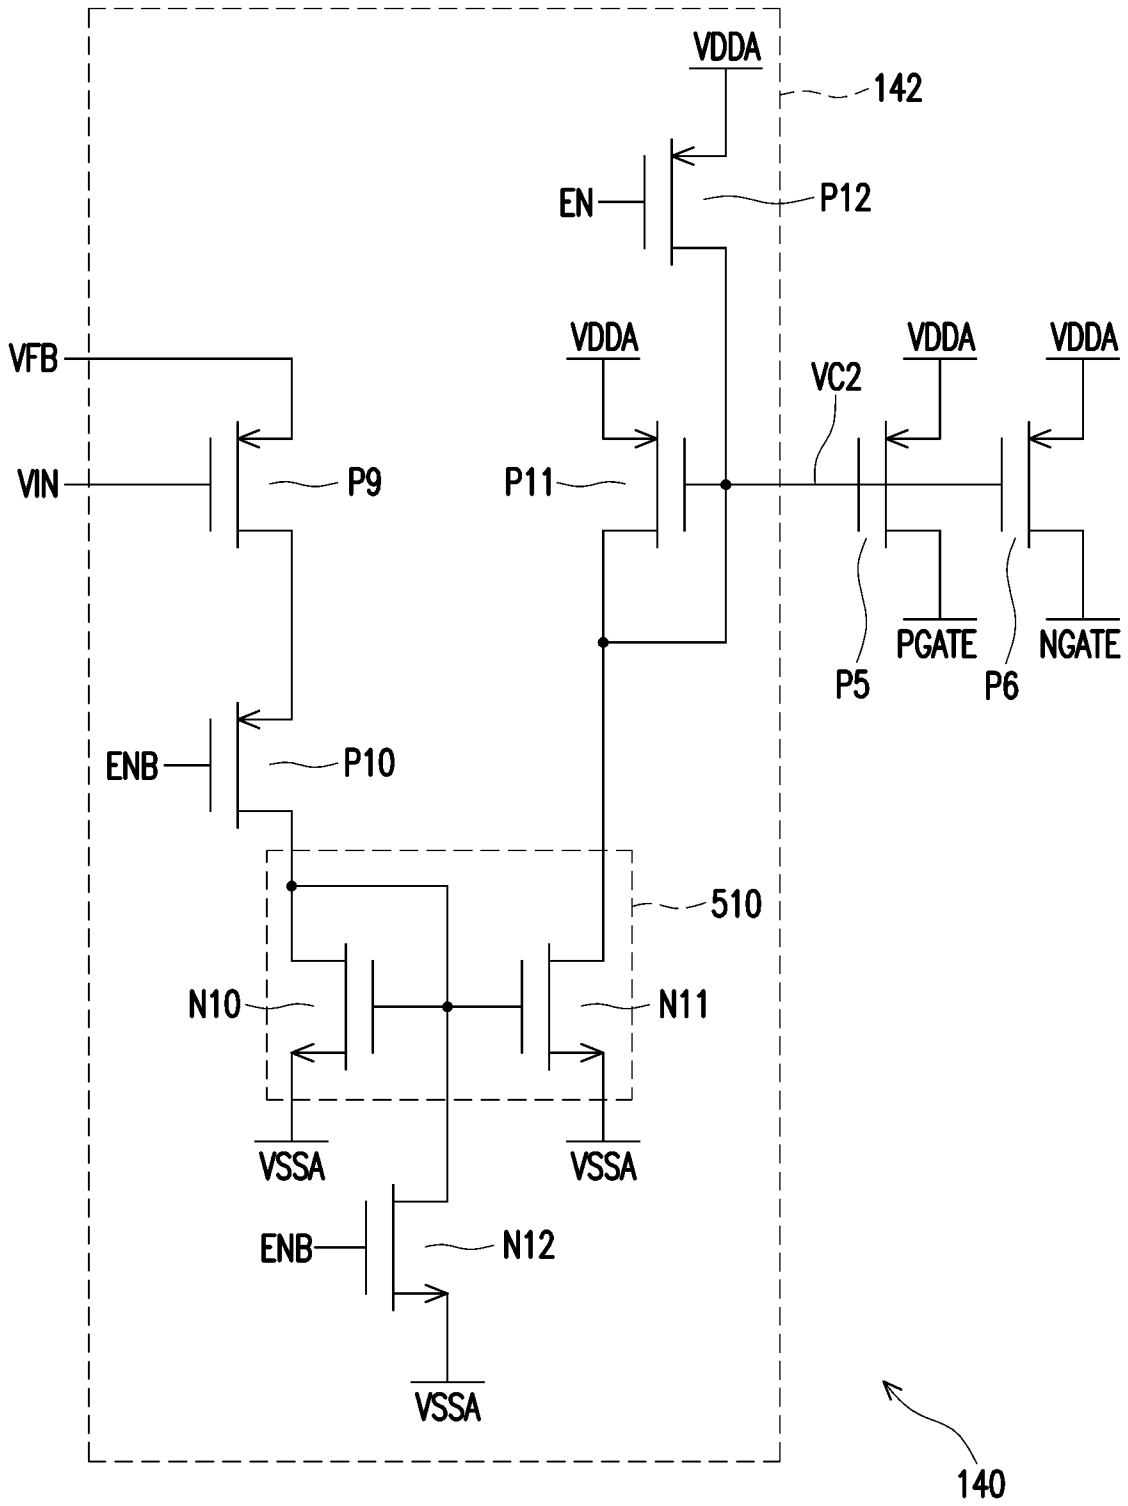 VDDA
142
EN
P12
VFB
VDDA
VDDA
VDDA
VC2
VIN
P9
P11
PGATE
NGATE
P5
P6
ENB
P10
510
N10
N11
VSSA
VSSA
ENB
N12
VSSA
140